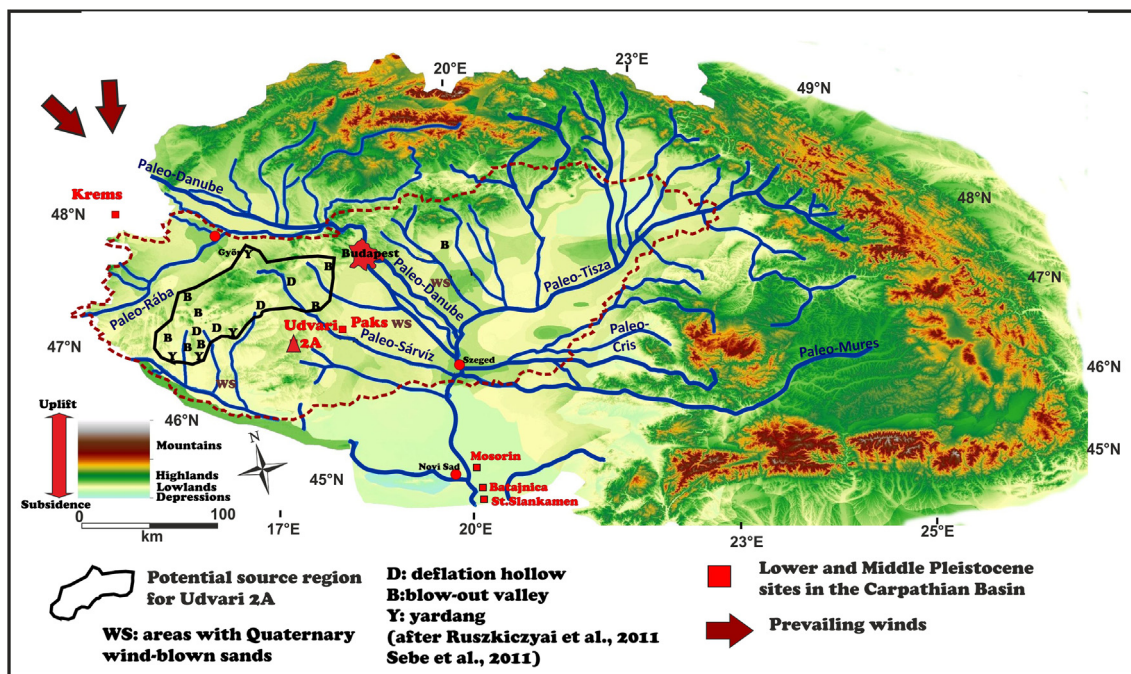 20°E
23°E
49°N
Paleo-Danube
Krems
48°N
48°N
B
Győr
Y
Budapest
B
Paleo-Danube
WS
Paleo-Tisza
47°N
Paleo-Rába
B
D
B
B
D
B
D
Y
B
B
B
Y
Y
Udvari
2A
Paks
WS
Paleo-Sárvíz
Paleo-
Cris
Paleo-Mures
47°N
Szeged
46°N
WS
Uplift
46°N
Mountains
Highlands
Lowlands
Depressions
Subsidence
N
45°N
45°N
Novi Sad
Mosorin
Batajnica
St.Slankamen
0
100
km
17°E
20°E
23°E
25°E
Potential source region
for Udvari 2A
WS: areas with Quaternary
wind-blown sands
D: deflation hollow
B:blow-out valley
Y: yardang
(after Ruszkiczyai et al., 2011
Sebe et al., 2011)
Lower and Middle Pleistocene
sites in the Carpathian Basin
Prevailing winds